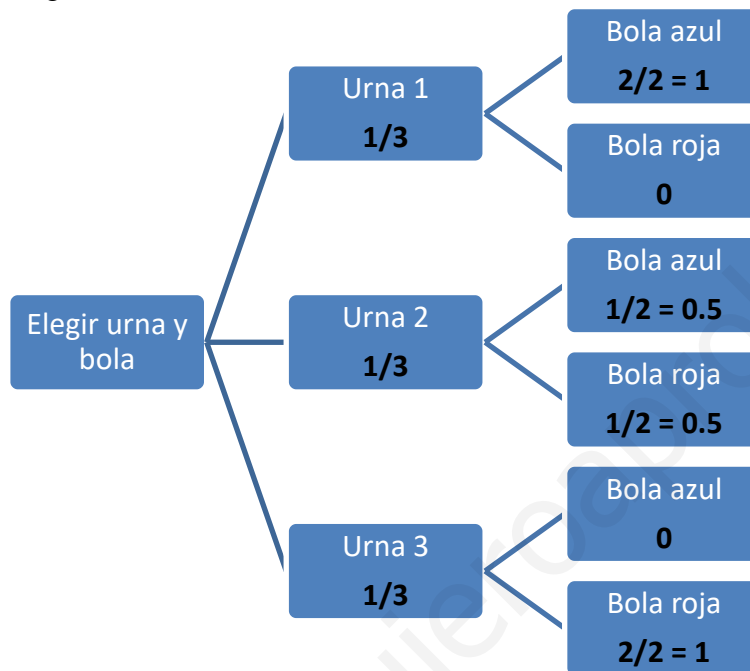 Bola azul
2/2 = 1
Urna 1
1/3
Bola roja
0
Bola azul
1/2 = 0.5
Elegir urna y
bola
Urna 2
1/3
Bola roja
1/2 = 0.5
Bola azul
0
Urna 3
1/3
Bola roja
2/2 = 1